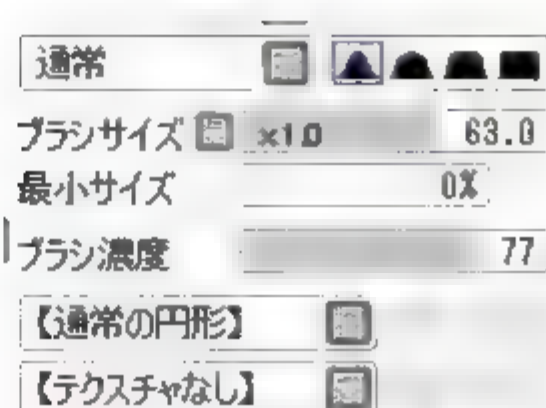 通常
ブラシサイズ ×1.0 63.0
最小サイズ 0%
ブラシ濃度 77
【通常の円形】
【テクスチャなし】